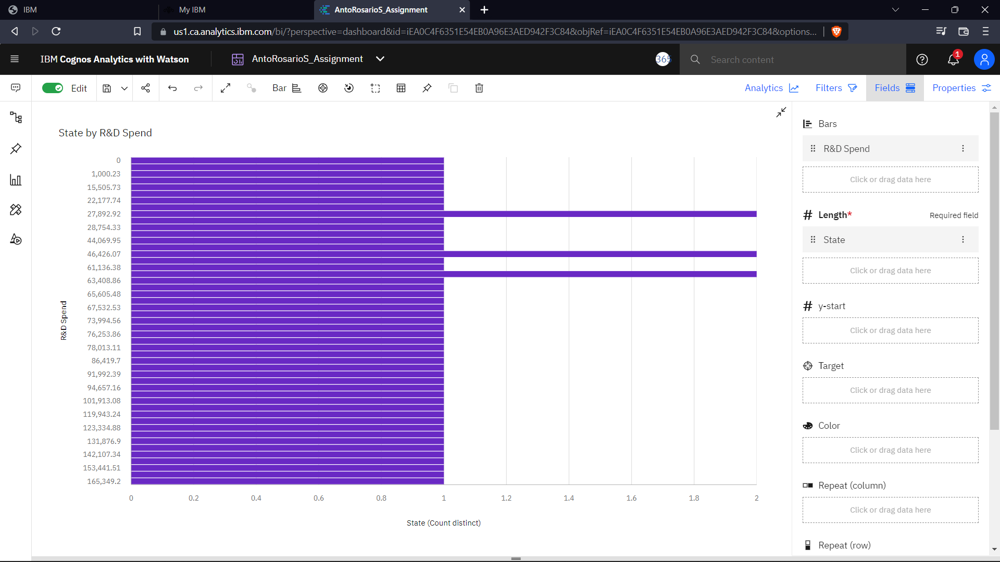 IBM
My IBM
AntoRosarioS_Assignment
us1.ca.analytics.ibm.com/bi/?perspective=dashboard&id=iEA0C4F6351E54EB0A96E3AED942F3C84&objRef=iEA0C4F6351E54EB0A96E3AED942F3C84&options...
IBM Cognos Analytics with Watson
AntoRosarioS_Assignment
365
Search content
1
Edit
Bar
Analytics
Filters
Fields
Properties
State by R&D Spend
R&D Spend
0
1,000.23
15,505.73
22,177.74
27,892.92
28,754.33
44,069.95
46,426.07
61,136.38
63,408.86
65,605.48
67,532.53
73,994.56
76,253.86
78,013.11
86,419.7
91,992.39
94,657.16
101,913.08
119,943.24
123,334.88
131,876.9
142,107.34
153,441.51
165,349.2
0 0.2 0.4 0.6 0.8 1 1.2 1.4 1.6 1.8 2
State (Count distinct)
Bars
R&D Spend
Click or drag data here
# Length* Required field
State
Click or drag data here
# y-start
Click or drag data here
Target
Click or drag data here
Color
Click or drag data here
Repeat (column)
Click or drag data here
Repeat (row)